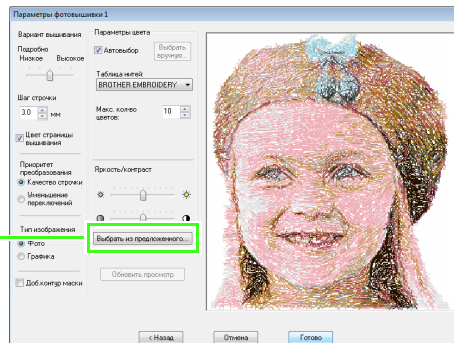 Параметры фотовышивки 1
Вариант вышивания
Подробно
Низкое Высокое
Шаг строчки
3.0 мм
Цвет страницы
вышивания
Приоритет
преобразования
Качество строчки
Уменьшение
переключений
Тип изображения
Фото
Графика
Доб.контур маски
Параметры цвета
Автовыбор
Выбрать
вручную...
Таблица нитей:
BROTHER EMBROIDERY
Макс. кол-во
цветов:
10
Яркость/контраст
Выбрать из предложенного...
Обновить просмотр
< Назад
Отмена
Готово